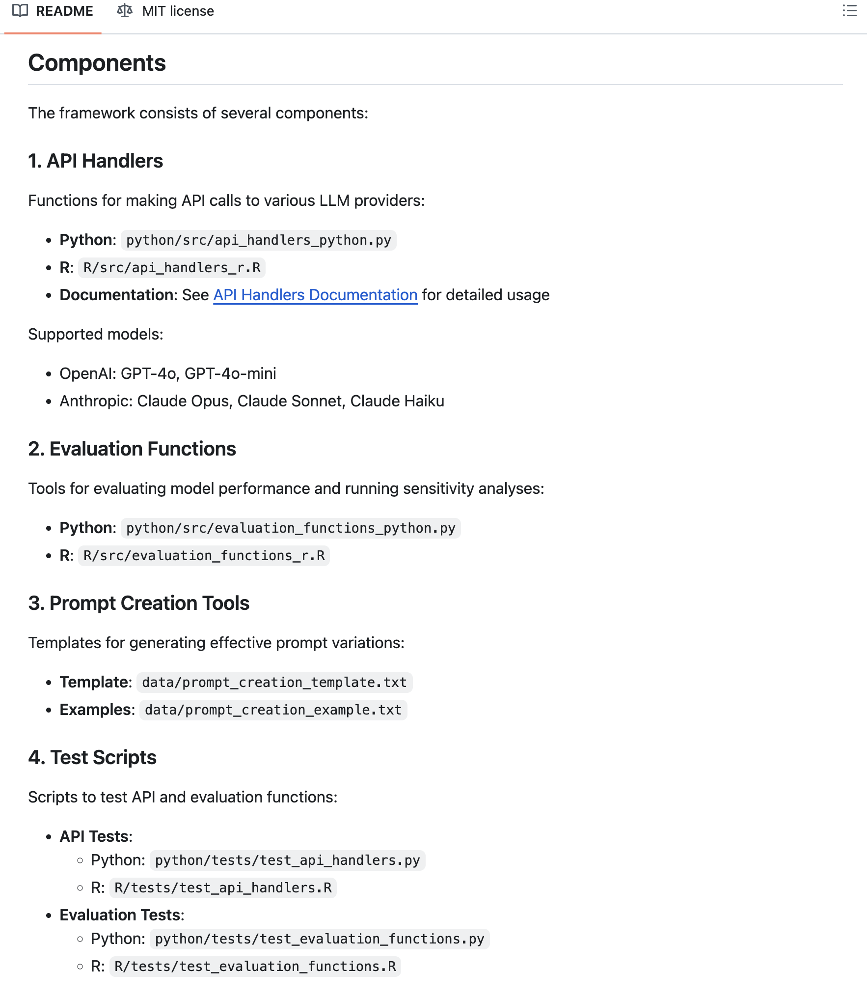 README
MIT license
Components
The framework consists of several components:
1. API Handlers
Functions for making API calls to various LLM providers:
Python: python/src/api_handlers_python.py
R: R/src/api_handlers_r.R
Documentation: See API Handlers Documentation for detailed usage
Supported models:
OpenAI: GPT-4o, GPT-4o-mini
Anthropic: Claude Opus, Claude Sonnet, Claude Haiku
2. Evaluation Functions
Tools for evaluating model performance and running sensitivity analyses:
Python: python/src/evaluation_functions_python.py
R: R/src/evaluation_functions_r.R
3. Prompt Creation Tools
Templates for generating effective prompt variations:
Template: data/prompt_creation_template.txt
Examples: data/prompt_creation_example.txt
4. Test Scripts
Scripts to test API and evaluation functions:
API Tests:
Python: python/tests/test_api_handlers.py
R: R/tests/test_api_handlers.R
Evaluation Tests:
Python: python/tests/test_evaluation_functions.py
R: R/tests/test_evaluation_functions.R